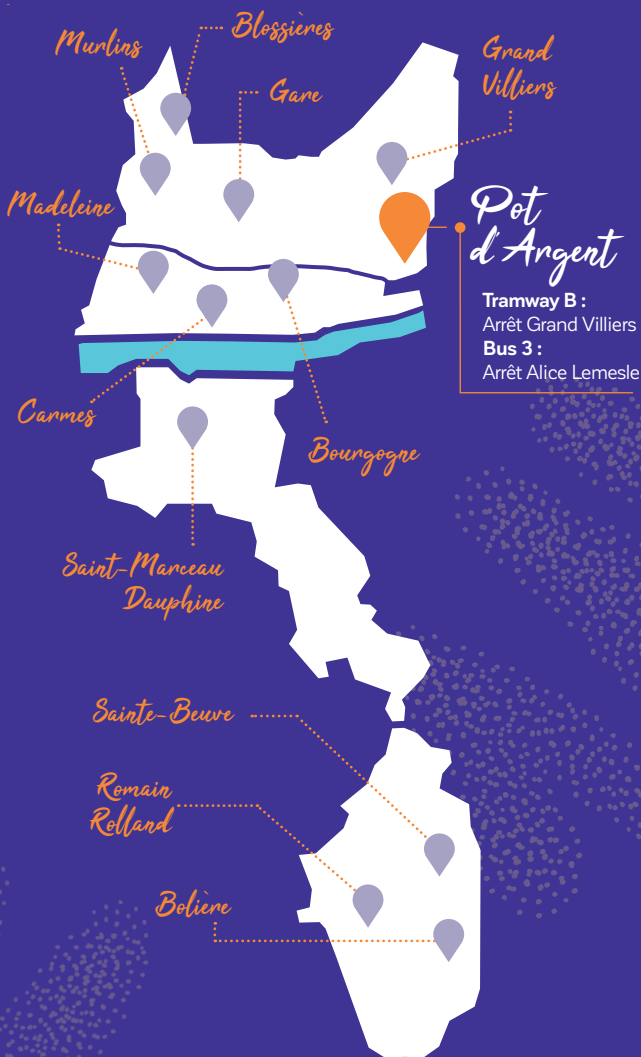 Blossières
Murlins
Grand
Villiers
Gare
Madeleine
Pot
d'Argent
Tramway B :
Arrêt Grand Villiers
Bus 3 :
Arrêt Alice Lemesle
Carmes
Bourgogne
Saint-Marceau
Dauphine
Sainte-Beuve
Romain
Rolland
Bolière